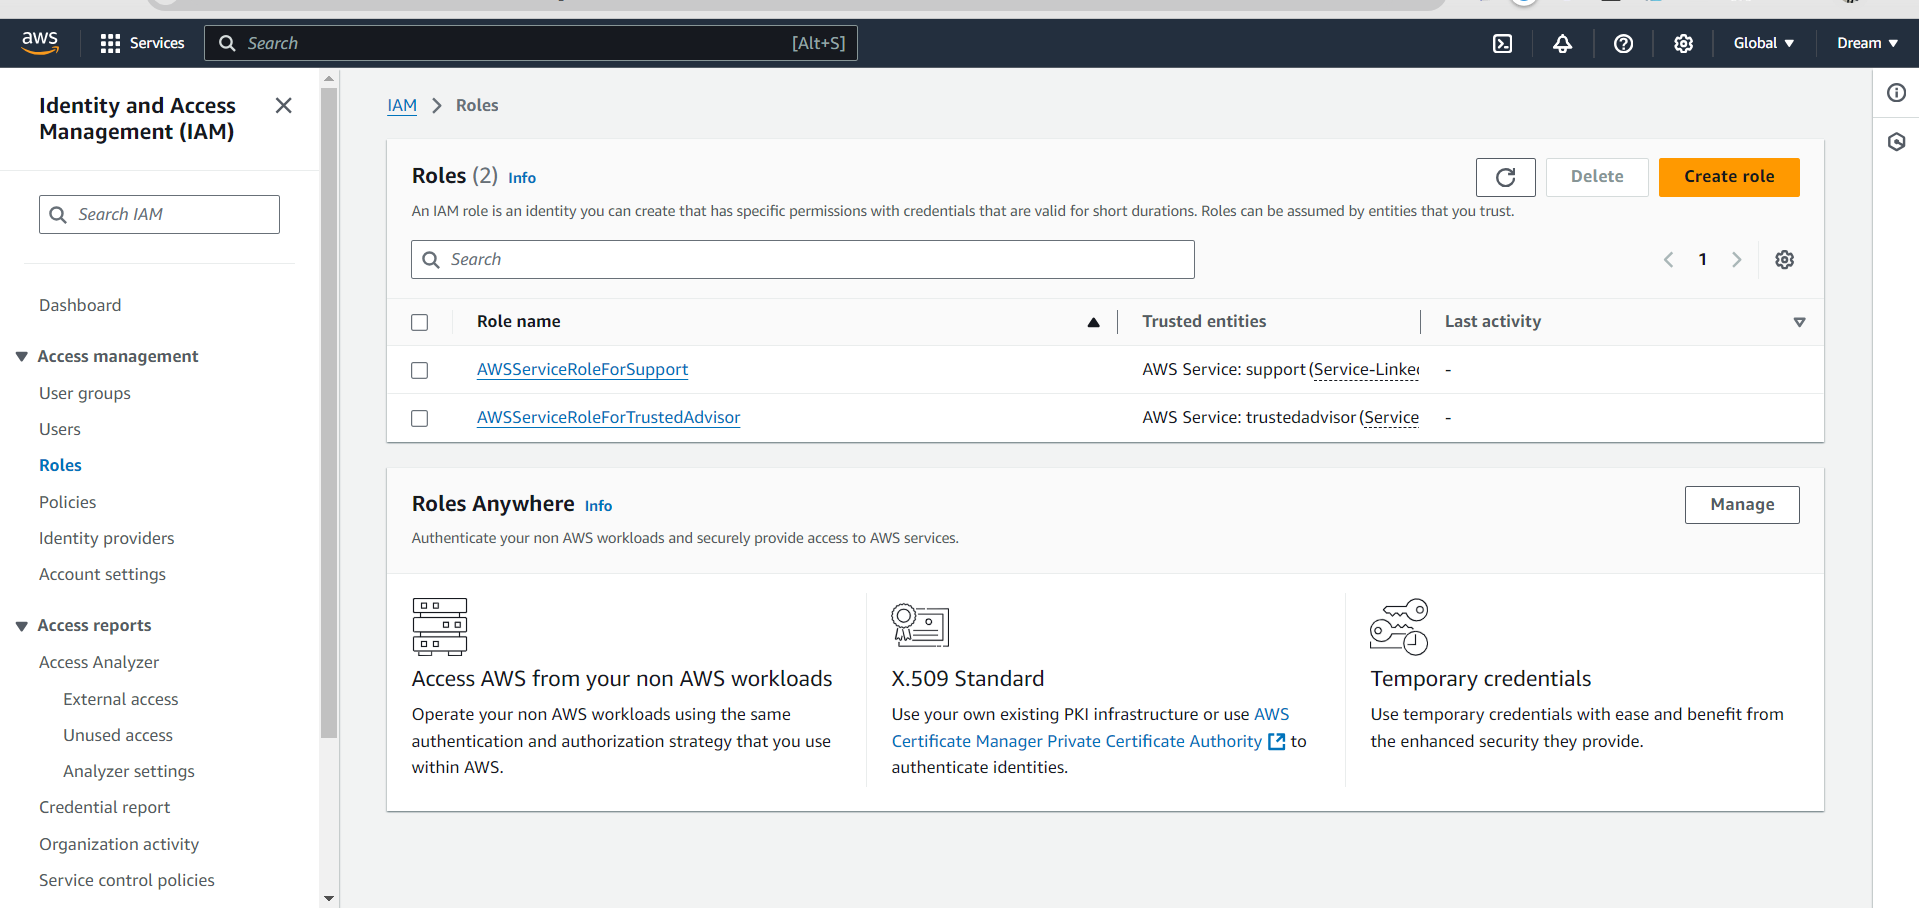 aws
Services
Search
[Alt+S]
Global
Dream
Identity and Access
Management (IAM)
Search IAM
Dashboard
Access management
User groups
Users
Roles
Policies
Identity providers
Account settings
Access reports
Access Analyzer
External access
Unused access
Analyzer settings
Credential report
Organization activity
Service control policies
IAM > Roles
Roles (2) Info
Delete
Create role
An IAM role is an identity you can create that has specific permissions with credentials that are valid for short durations. Roles can be assumed by entities that you trust.
Search
1
Role name
Trusted entities
Last activity
AWSServiceRoleForSupport
AWS Service: support (Service-Linked
-
AWSServiceRoleForTrustedAdvisor
AWS Service: trustedadvisor (Service
-
Roles Anywhere Info
Manage
Authenticate your non AWS workloads and securely provide access to AWS services.
Access AWS from your non AWS workloads
Operate your non AWS workloads using the same
authentication and authorization strategy that you use
within AWS.
X.509 Standard
Use your own existing PKI infrastructure or use AWS
Certificate Manager Private Certificate Authority to
authenticate identities.
Temporary credentials
Use temporary credentials with ease and benefit from
the enhanced security they provide.